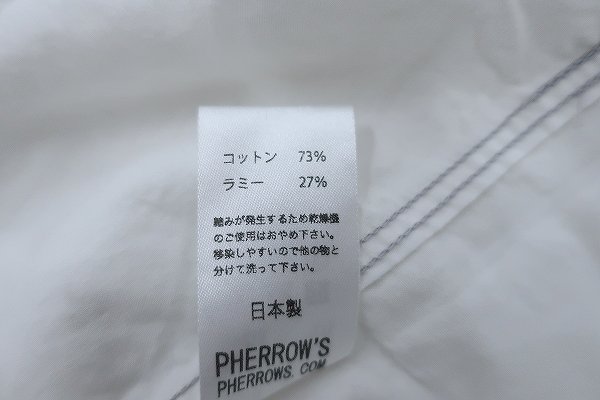 コットン 73%
ラミー 27%
縮みが発生するため乾燥機
のご使用はおやめ下さい。
移染しやすいので他の物と
分けて洗って下さい。
日本製
PHERROW'S
PHERROWS.COM